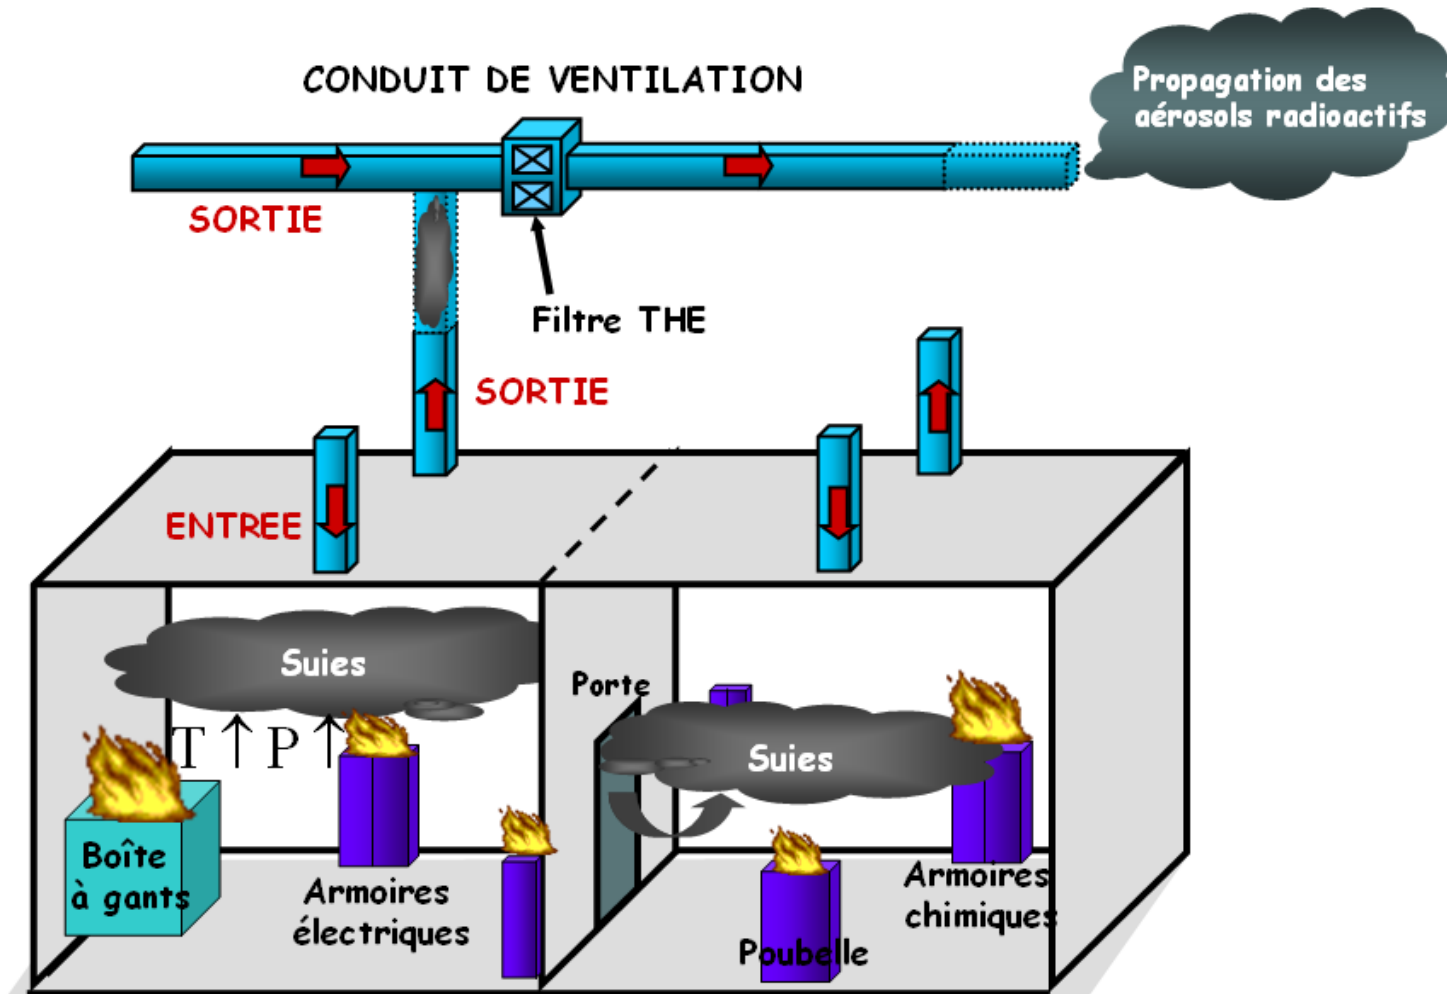 CONDUIT DE VENTILATION
Propagation des
aérosols radioactifs
SORTIE
Filtre THE
SORTIE
ENTREE
Suies
Porte
T ↑ P ↑
Suies
Boîte
à gants
Armoires
électriques
Armoires
chimiques
Poubelle